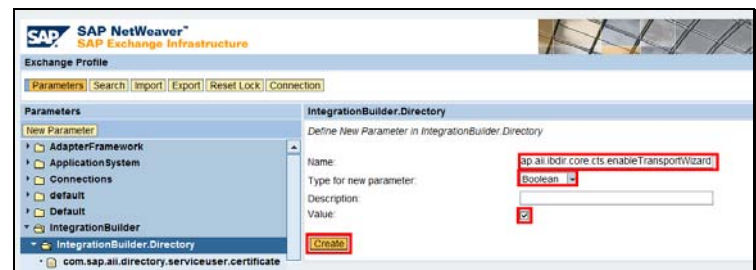 SAP
SAP NetWeaver™
SAP Exchange Infrastructure
Exchange Profile
Parameters Search Import Export Reset Lock Connection
Parameters
New Parameter
AdapterFramework
ApplicationSystem
Connections
default
Default
IntegrationBuilder
IntegrationBuilder.Directory
com.sap.aii.directory.serviceuser.certificate
IntegrationBuilder.Directory
Define New Parameter in IntegrationBuilder.Directory
Name: ap.aii.ibdir.core.cts.enableTransportWizard
Type for new parameter: Boolean
Description:
Value:
Create